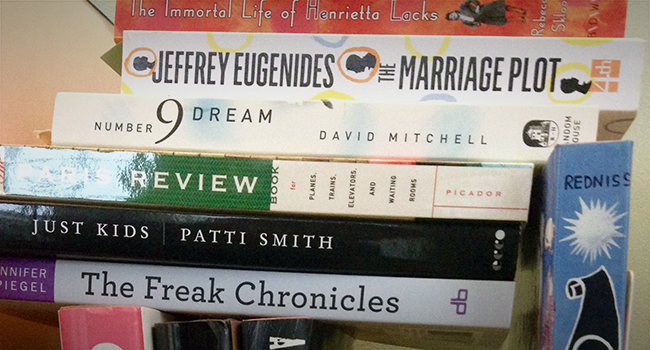 The Immortal Life of Henrietta Lacks
JEFFREY EUGENIDES THE MARRIAGE PLOT
NUMBER 9 DREAM DAVID MITCHELL
REVIEW BOOK for PLANES, TRAINS, ELEVATORS, AND WAITING ROOMS PICADOR
JUST KIDS | PATTI SMITH
The Freak Chronicles db
REDNISS